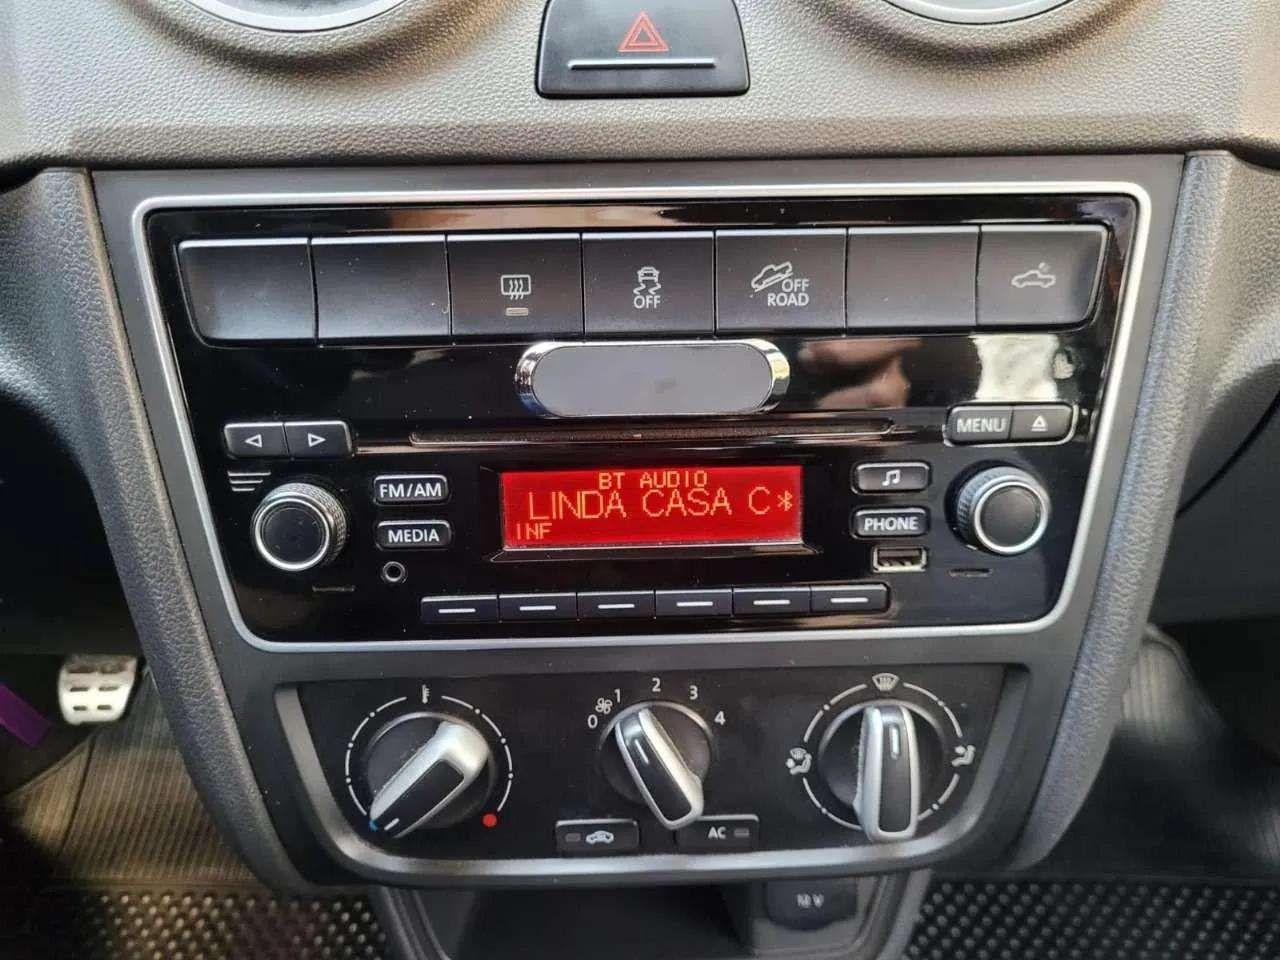 OFF
OFF
ROAD
MENU
FM/AM
MEDIA
BT AUDIO
LINDA CASA C
INF
PHONE
0 1 2 3 4
AC